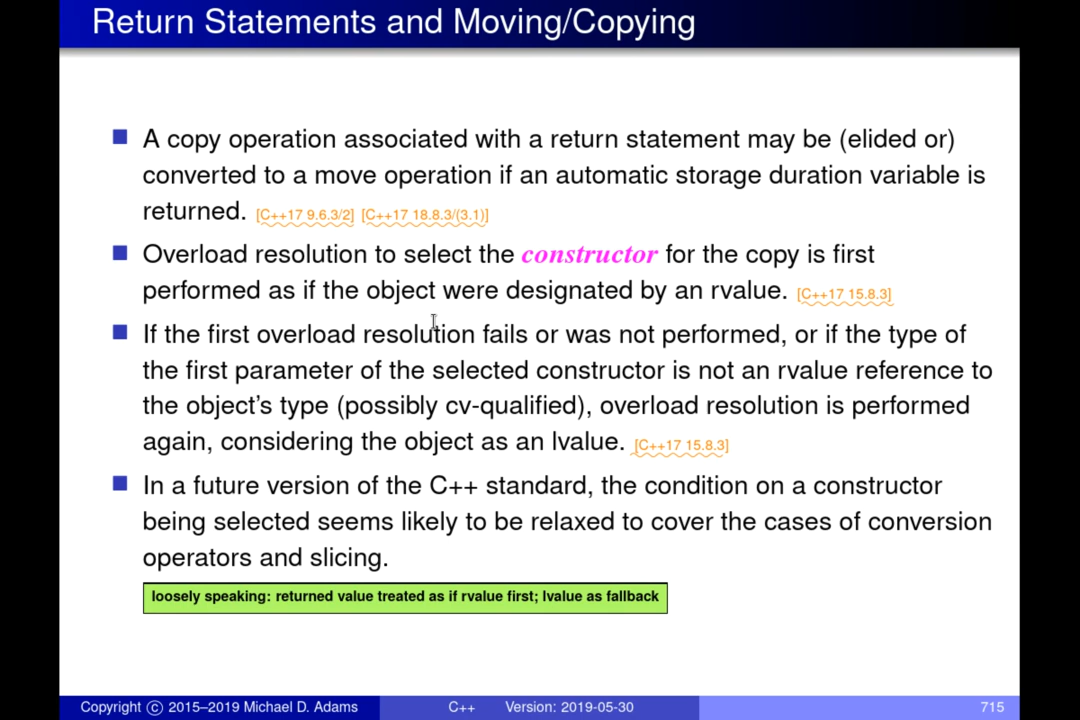 Return Statements and Moving/Copying
A copy operation associated with a return statement may be (elided or)
converted to a move operation if an automatic storage duration variable is
returned. [C++17 9.6.3/2] [C++17 18.8.3/(3.1)]
Overload resolution to select the constructor for the copy is first
performed as if the object were designated by an rvalue. [C++17 15.8.3]
If the first overload resolution fails or was not performed, or if the type of
the first parameter of the selected constructor is not an rvalue reference to
the object's type (possibly cv-qualified), overload resolution is performed
again, considering the object as an lvalue. [C++17 15.8.3]
In a future version of the C++ standard, the condition on a constructor
being selected seems likely to be relaxed to cover the cases of conversion
operators and slicing.
loosely speaking: returned value treated as if rvalue first; lvalue as fallback
Copyright © 2015–2019 Michael D. Adams C++ Version: 2019-05-30 715